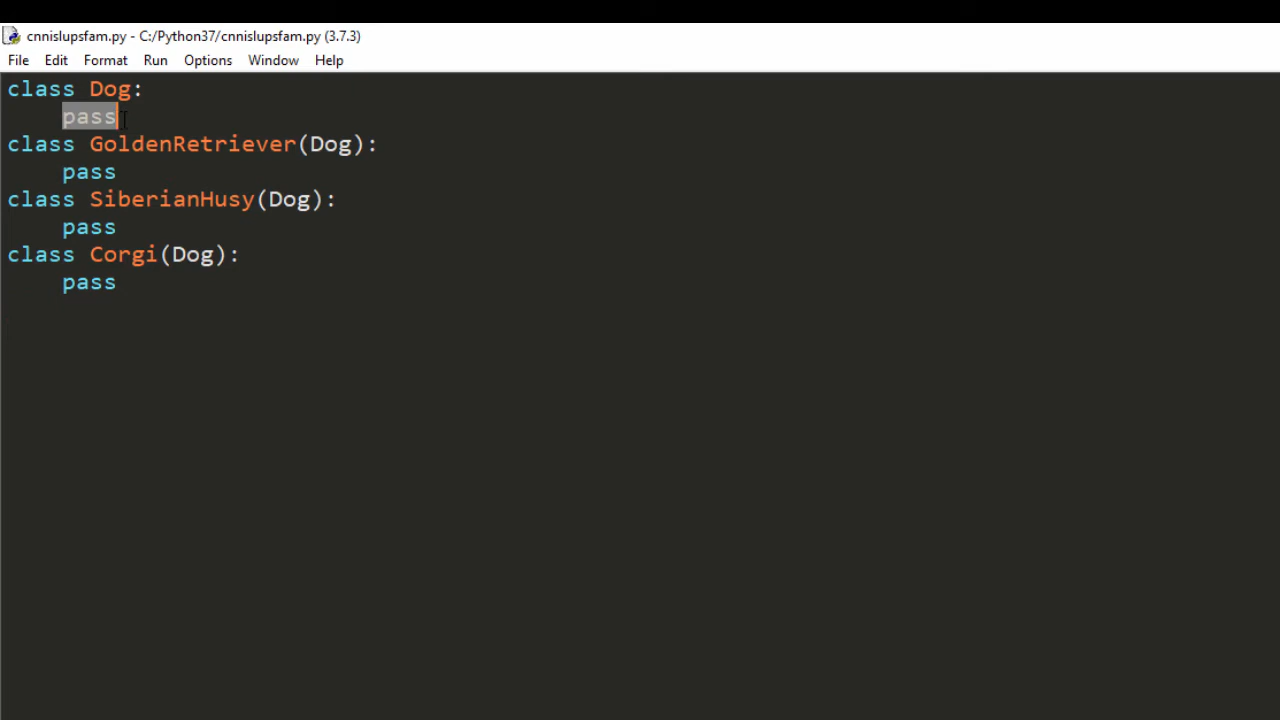 cnnislupsfam.py - C:/Python37/cnnislupsfam.py (3.7.3)
File Edit Format Run Options Window Help
class Dog:
    pass
class GoldenRetriever(Dog):
    pass
class SiberianHusy(Dog):
    pass
class Corgi(Dog):
    pass